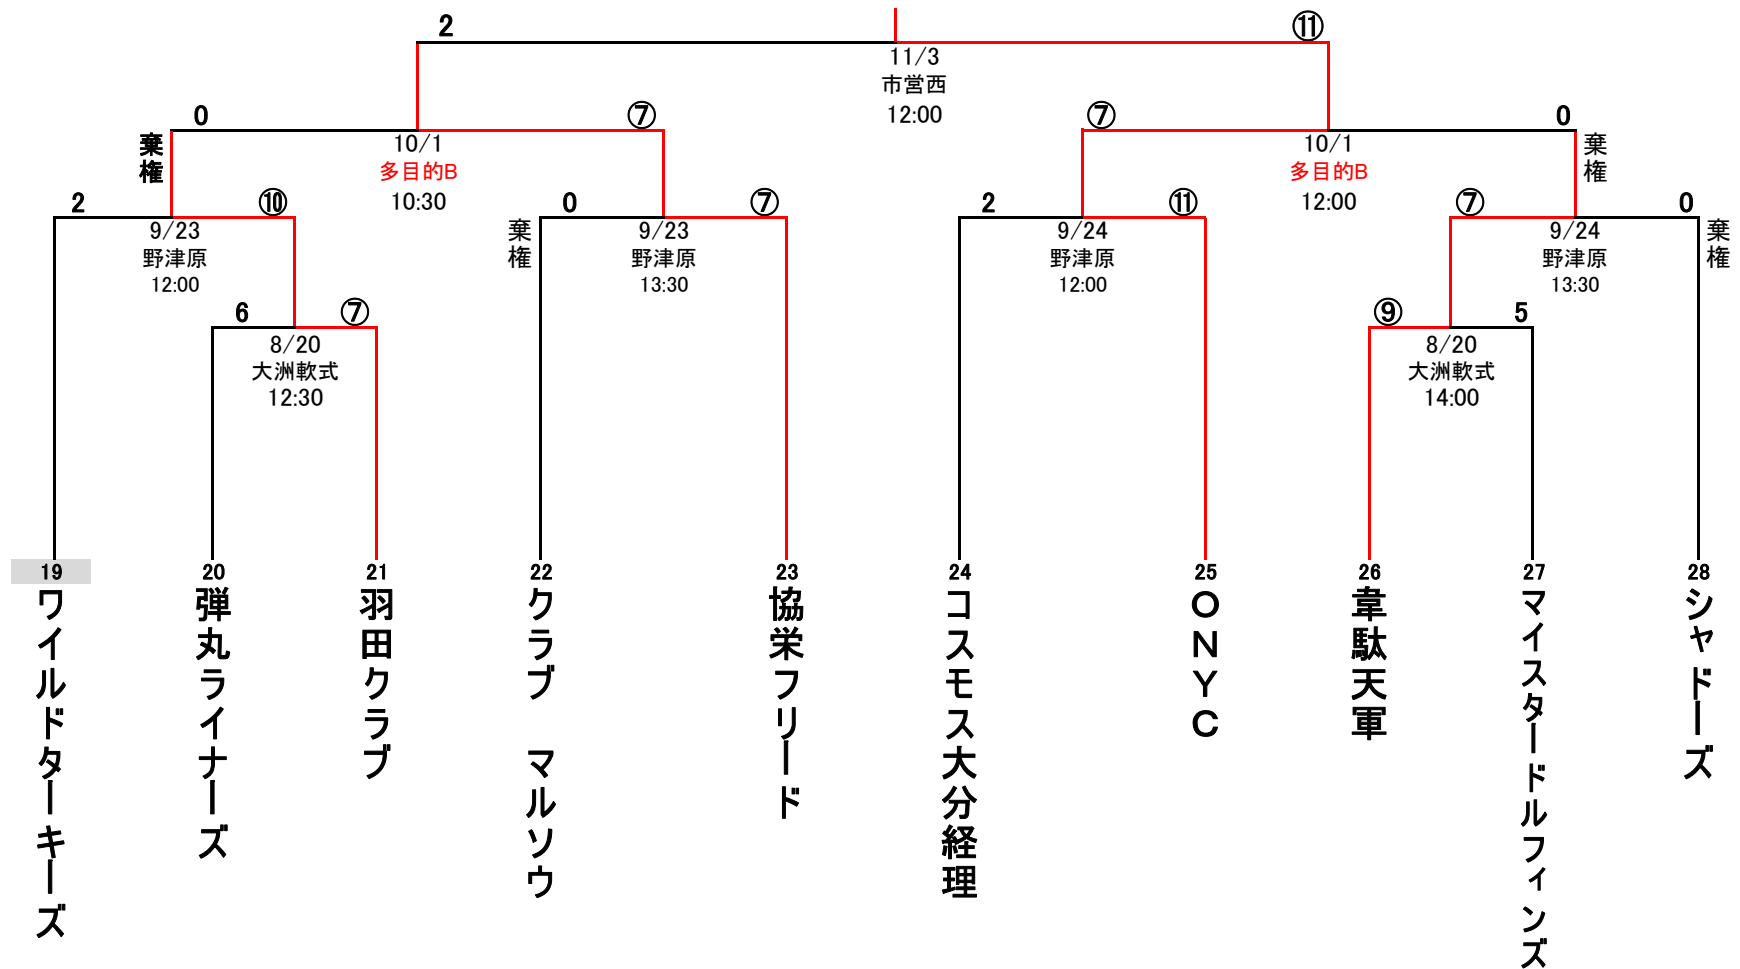 2
⑪
11/3
市営西
12:00
0
⑦
棄権
10/1
多目的B
10:30
⑦
0
棄権
10/1
多目的B
12:00
2
⑩
9/23
野津原
12:00
0
⑦
棄権
9/23
野津原
13:30
2
⑪
9/24
野津原
12:00
⑦
0
棄権
9/24
野津原
13:30
6
⑦
8/20
大洲軟式
12:30
⑨
5
8/20
大洲軟式
14:00
19
ワイルドターキーズ
20
弾丸ライナーズ
21
羽田クラブ
22
クラブ マルソウ
23
協栄フリード
24
コスモス大分経理
25
ONYC
26
韋駄天軍
27
マイスタードルフィンズ
28
シャドーズ